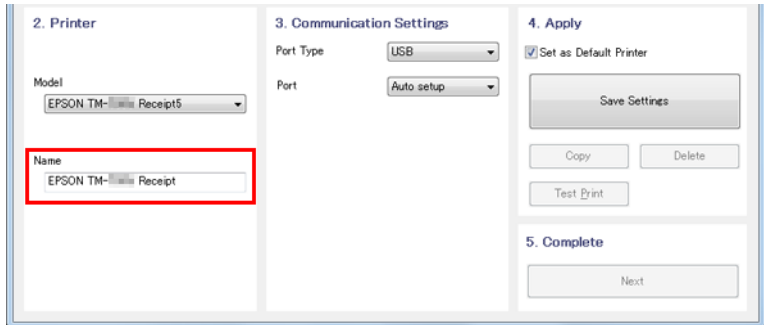 2. Printer
Model
EPSON TM- Receipt5
Name
EPSON TM- Receipt
3. Communication Settings
Port Type
USB
Port
Auto setup
4. Apply
Set as Default Printer
Save Settings
Copy
Delete
Test Print
5. Complete
Next